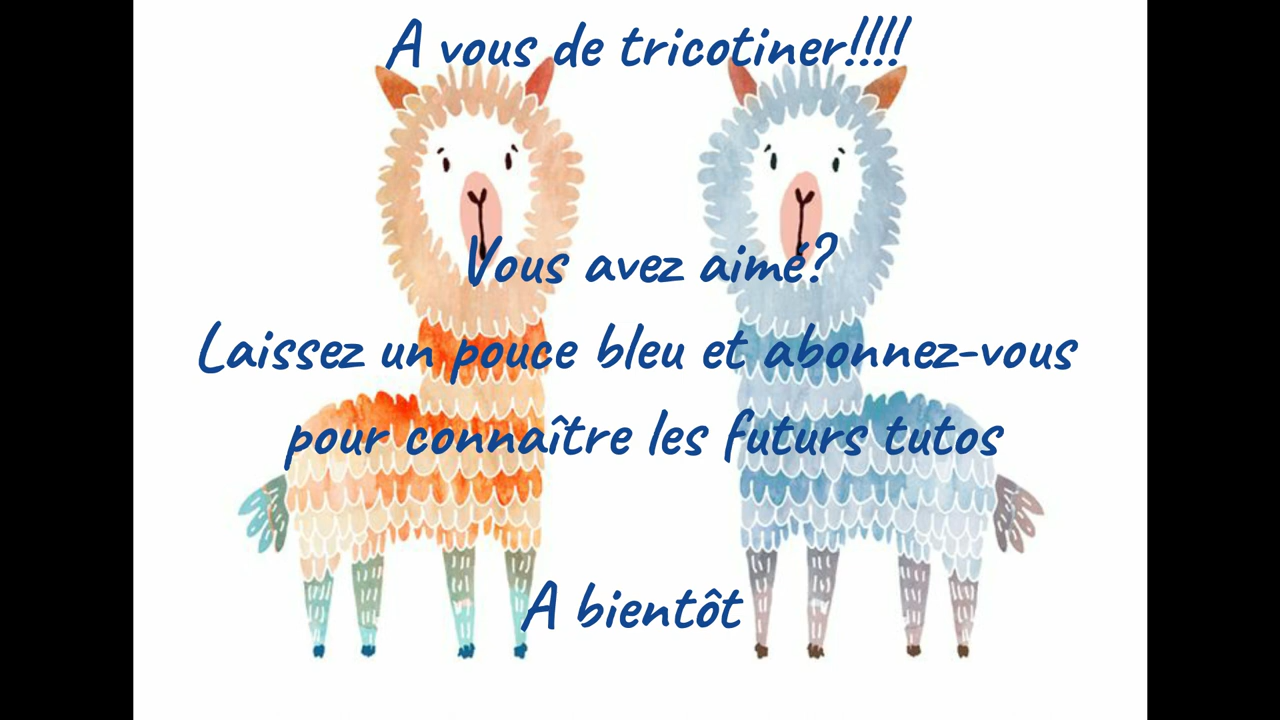 A vous de tricotiner!!!!
Vous avez aimé?
Laissez un pouce bleu et abonnez-vous
pour connaître les futurs tutos
A bientôt